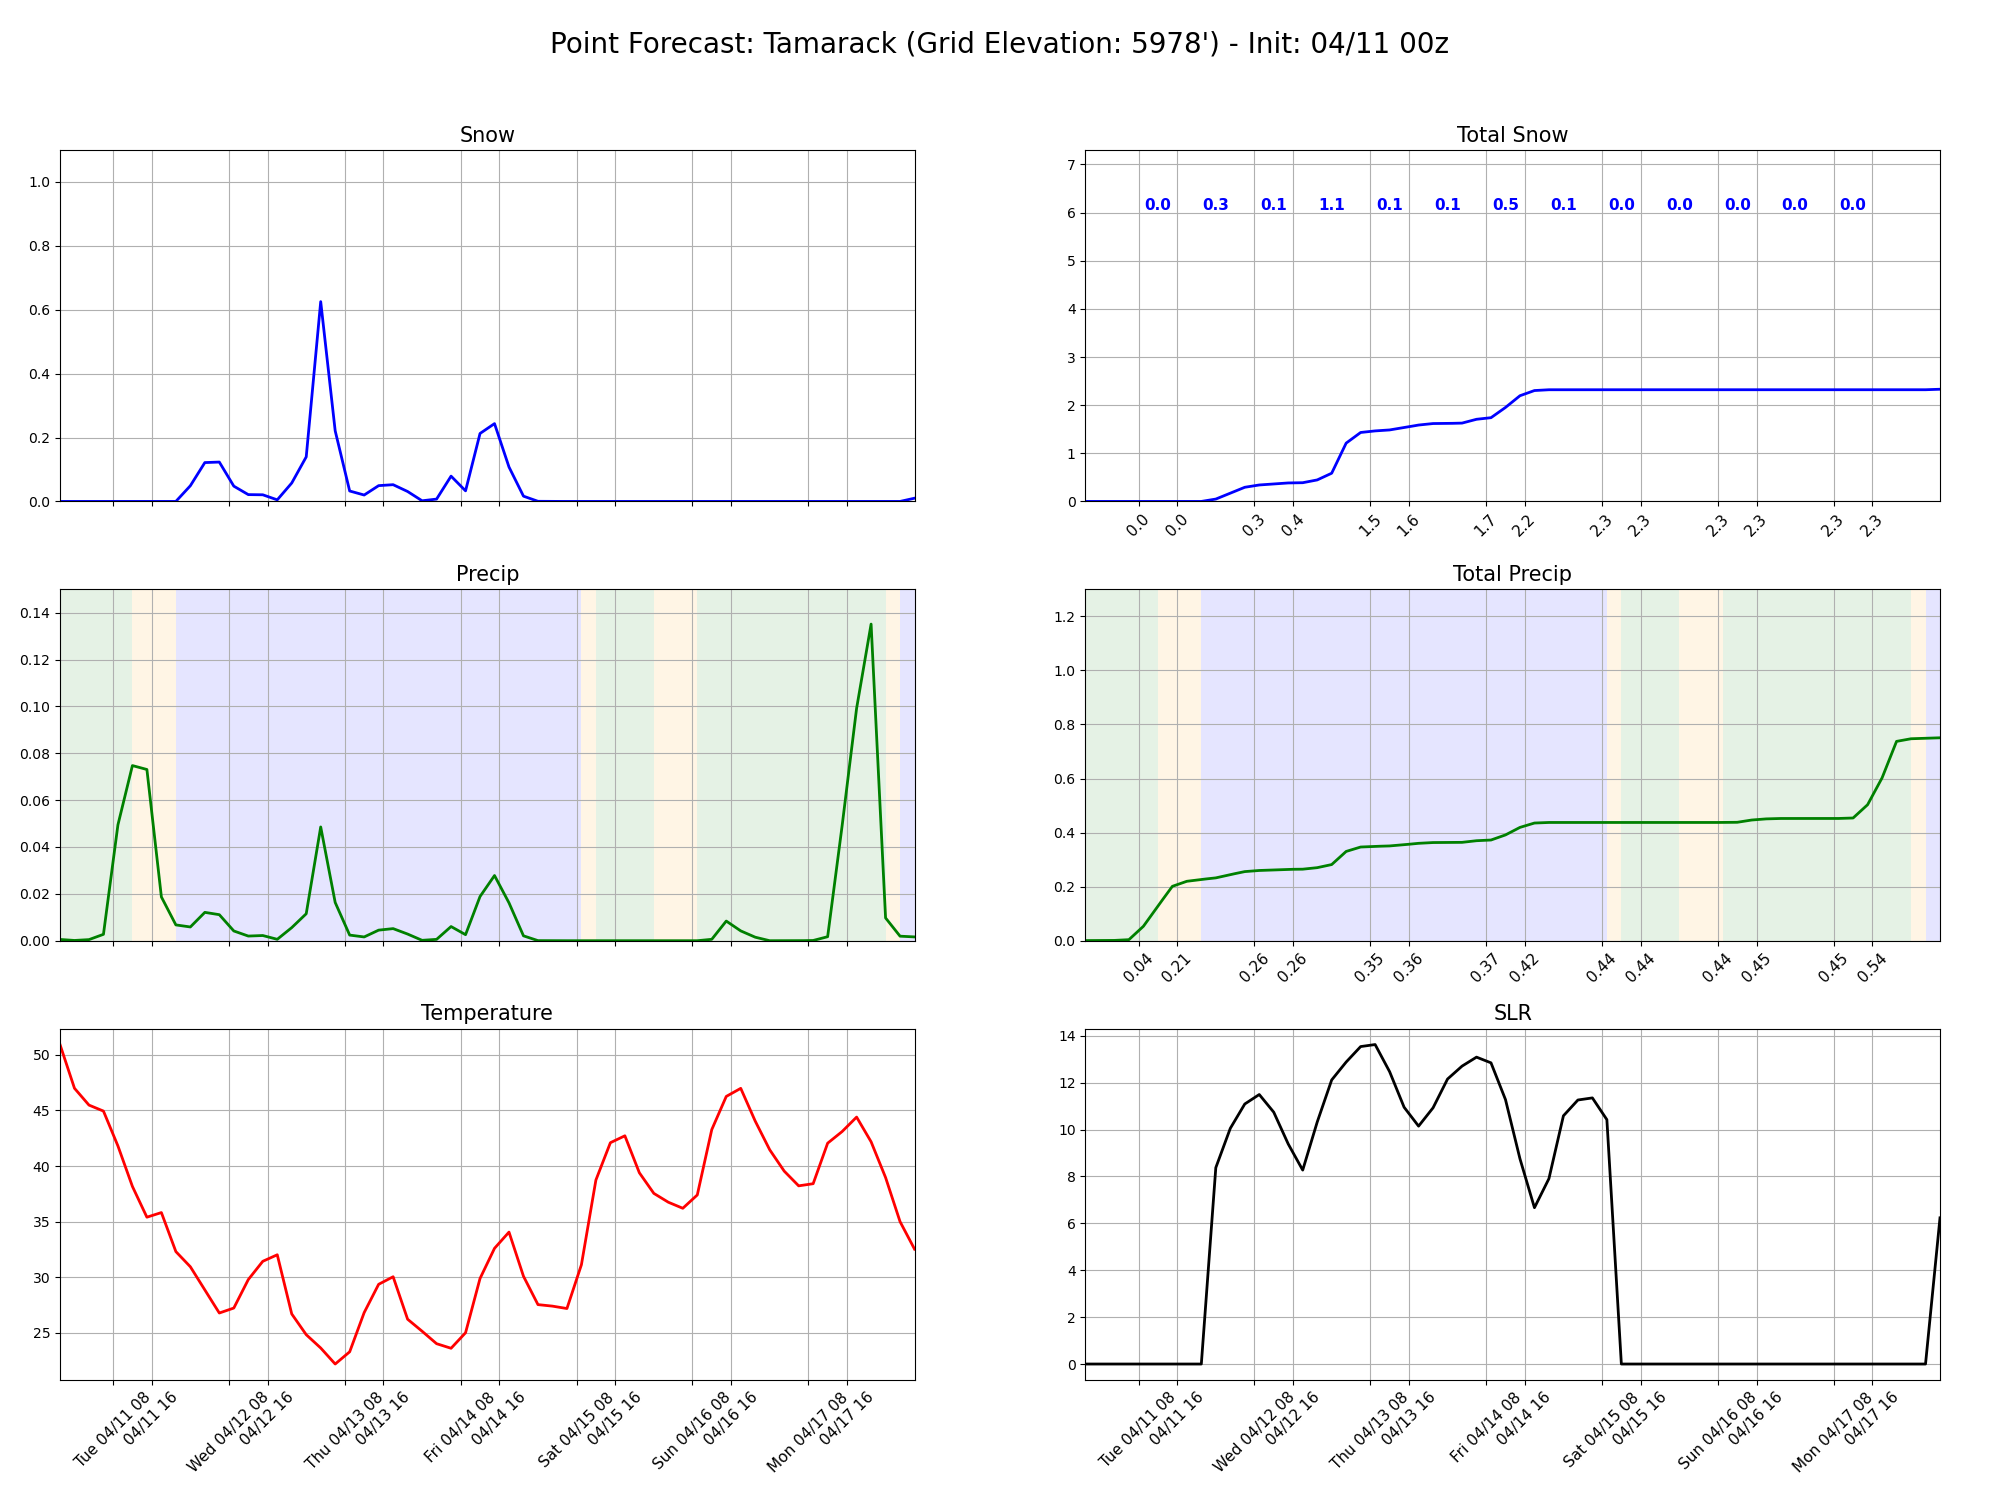 Point Forecast: Tamarack (Grid Elevation: 5978') - Init: 04/11 00z
Snow
1.0
0.8
0.6
0.4
0.2
0.0
Total Snow
7
6
5
4
3
2
1
0
0.0 0.3 0.1 1.1 0.1 0.1 0.5 0.1 0.0 0.0 0.0 0.0 0.0
0.0 0.0 0.3 0.4 1.5 1.6 1.7 2.2 2.3 2.3 2.3 2.3 2.3 2.3
Precip
0.14
0.12
0.10
0.08
0.06
0.04
0.02
0.00
Total Precip
1.2
1.0
0.8
0.6
0.4
0.2
0.0
0.04 0.21 0.26 0.26 0.35 0.36 0.37 0.42 0.44 0.44 0.44 0.45 0.45 0.54
Temperature
50
45
40
35
30
25
Tue 04/11 08
04/11 16
Wed 04/12 08
04/12 16
Thu 04/13 08
04/13 16
Fri 04/14 08
04/14 16
Sat 04/15 08
04/15 16
Sun 04/16 08
04/16 16
Mon 04/17 08
04/17 16
SLR
14
12
10
8
6
4
2
0
Tue 04/11 08
04/11 16
Wed 04/12 08
04/12 16
Thu 04/13 08
04/13 16
Fri 04/14 08
04/14 16
Sat 04/15 08
04/15 16
Sun 04/16 08
04/16 16
Mon 04/17 08
04/17 16